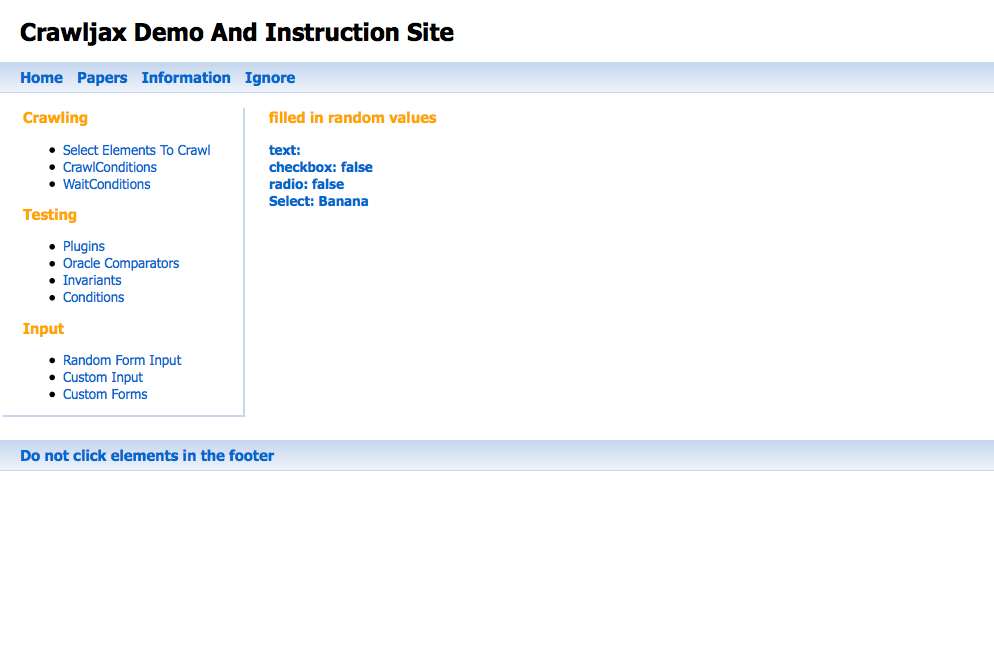 Crawljax Demo And Instruction Site
Home Papers Information Ignore
Crawling
Select Elements To Crawl
CrawlConditions
WaitConditions
Testing
Plugins
Oracle Comparators
Invariants
Conditions
Input
Random Form Input
Custom Input
Custom Forms
filled in random values
text:
checkbox: false
radio: false
Select: Banana
Do not click elements in the footer